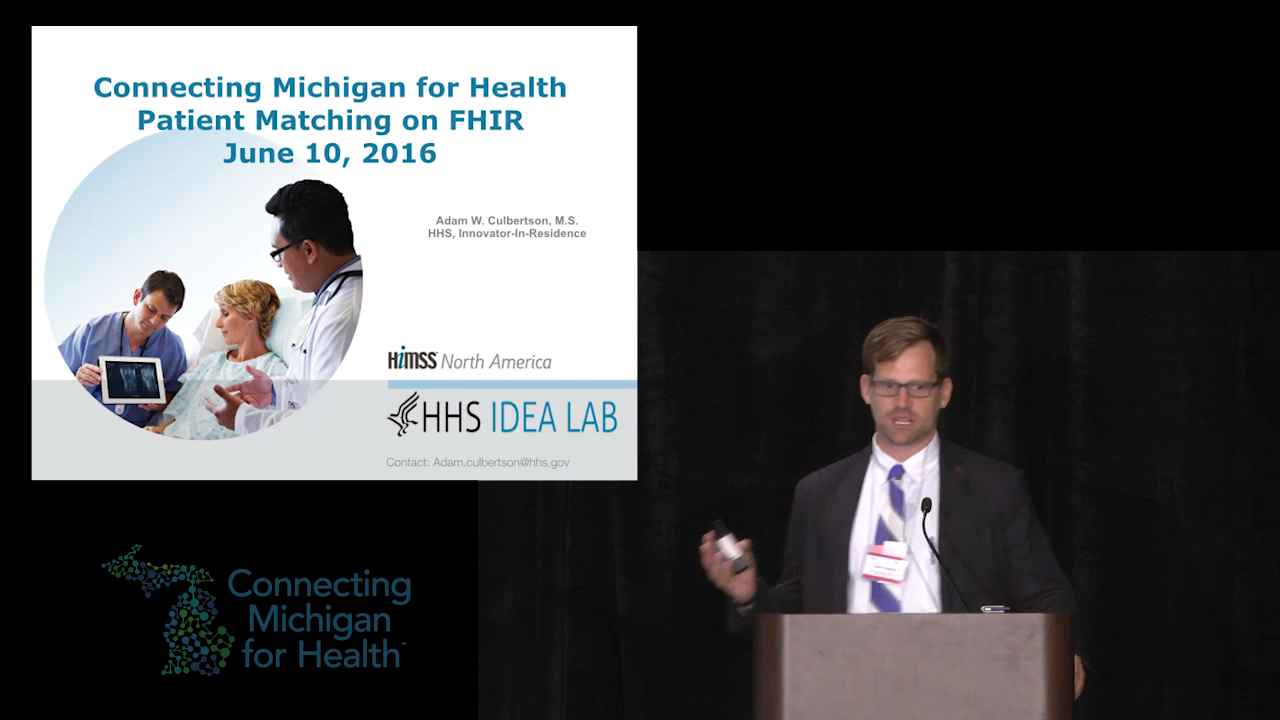 Connecting Michigan for Health
Patient Matching on FHIR
June 10, 2016
Adam W. Culbertson, M.S.
HHS, Innovator-In-Residence
HiMSS North America
HHS IDEA LAB
Contact: Adam.culbertson@hhs.gov
Connecting
Michigan
for Health™